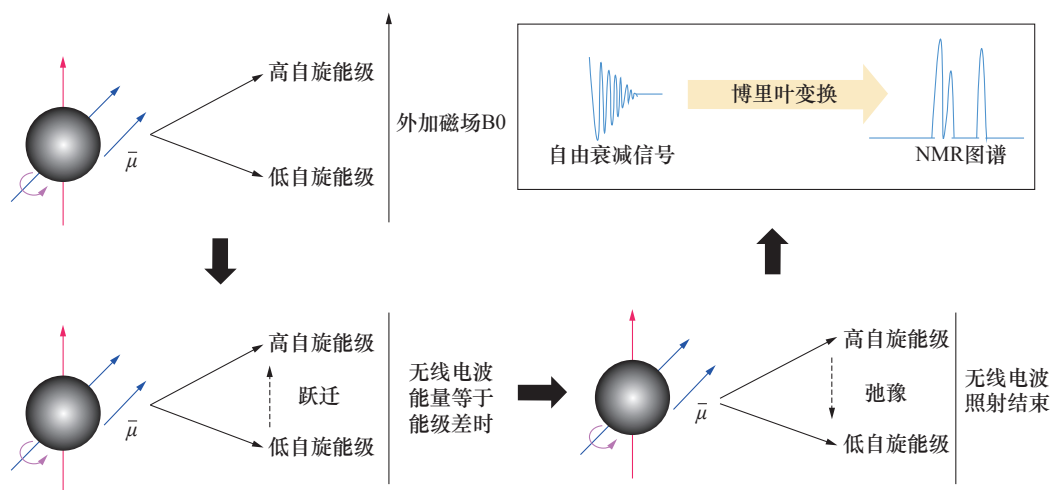 高自旋能级
μ̄
低自旋能级
外加磁场B0
自由衰减信号
博里叶变换
NMR图谱
高自旋能级
跃迁
μ̄
低自旋能级
无线电波
能量等于
能级差时
高自旋能级
弛豫
μ̄
低自旋能级
无线电波
照射结束